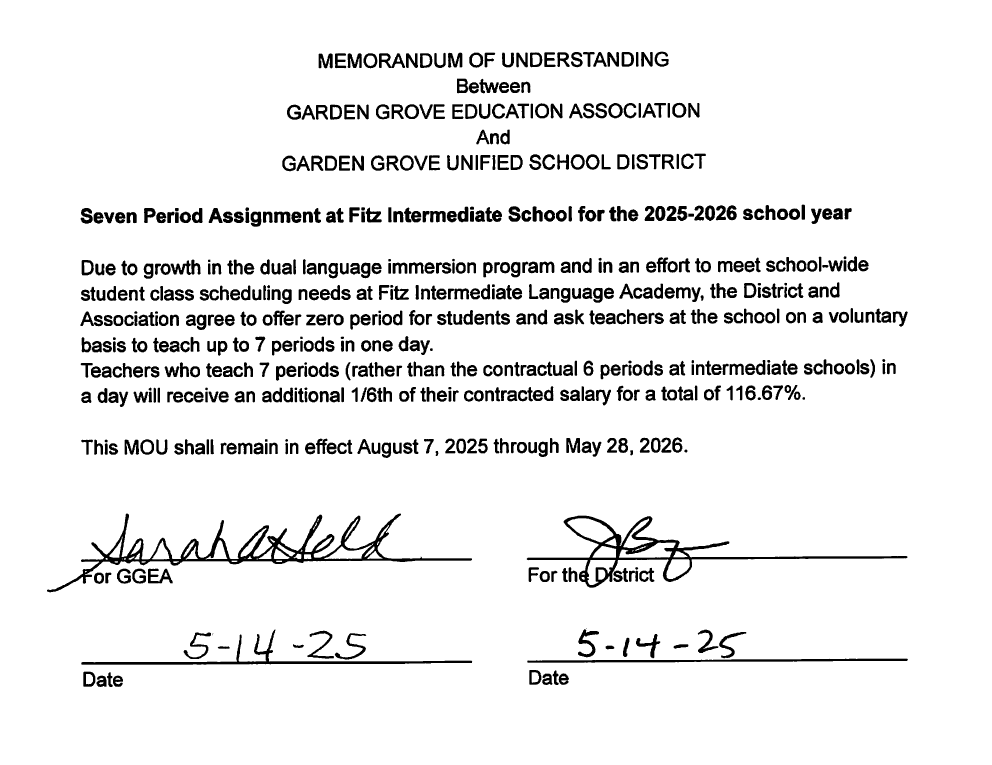 MEMORANDUM OF UNDERSTANDING
Between
GARDEN GROVE EDUCATION ASSOCIATION
And
GARDEN GROVE UNIFIED SCHOOL DISTRICT
Seven Period Assignment at Fitz Intermediate School for the 2025-2026 school year
Due to growth in the dual language immersion program and in an effort to meet school-wide
student class scheduling needs at Fitz Intermediate Language Academy, the District and
Association agree to offer zero period for students and ask teachers at the school on a voluntary
basis to teach up to 7 periods in one day.
Teachers who teach 7 periods (rather than the contractual 6 periods at intermediate schools) in
a day will receive an additional 1/6th of their contracted salary for a total of 116.67%.
This MOU shall remain in effect August 7, 2025 through May 28, 2026.
Sarah
For GGEA
For the District
5-14-25
5-14-25
Date
Date